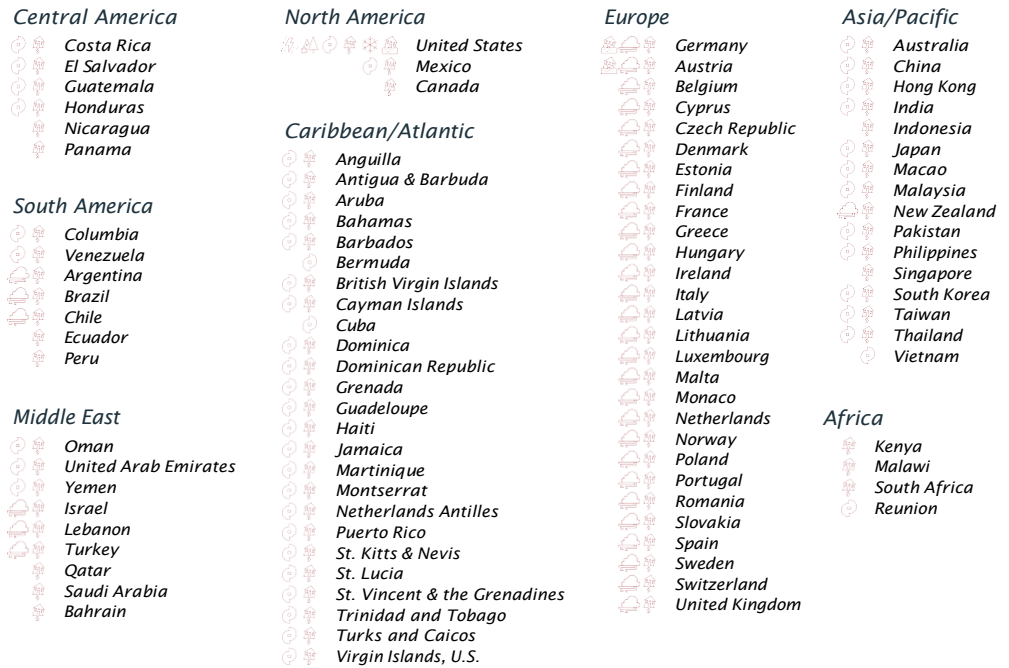 Central America
Costa Rica
El Salvador
Guatemala
Honduras
Nicaragua
Panama
South America
Columbia
Venezuela
Argentina
Brazil
Chile
Ecuador
Peru
Middle East
Oman
United Arab Emirates
Yemen
Israel
Lebanon
Turkey
Qatar
Saudi Arabia
Bahrain
North America
United States
Mexico
Canada
Caribbean/Atlantic
Anguilla
Antigua & Barbuda
Aruba
Bahamas
Barbados
Bermuda
British Virgin Islands
Cayman Islands
Cuba
Dominica
Dominican Republic
Grenada
Guadeloupe
Haiti
Jamaica
Martinique
Montserrat
Netherlands Antilles
Puerto Rico
St. Kitts & Nevis
St. Lucia
St. Vincent & the Grenadines
Trinidad and Tobago
Turks and Caicos
Virgin Islands, U.S.
Europe
Germany
Austria
Belgium
Cyprus
Czech Republic
Denmark
Estonia
Finland
France
Greece
Hungary
Ireland
Italy
Latvia
Lithuania
Luxembourg
Malta
Monaco
Netherlands
Norway
Poland
Portugal
Romania
Slovakia
Spain
Sweden
Switzerland
United Kingdom
Asia/Pacific
Australia
China
Hong Kong
India
Indonesia
Japan
Macao
Malaysia
New Zealand
Pakistan
Philippines
Singapore
South Korea
Taiwan
Thailand
Vietnam
Africa
Kenya
Malawi
South Africa
Reunion